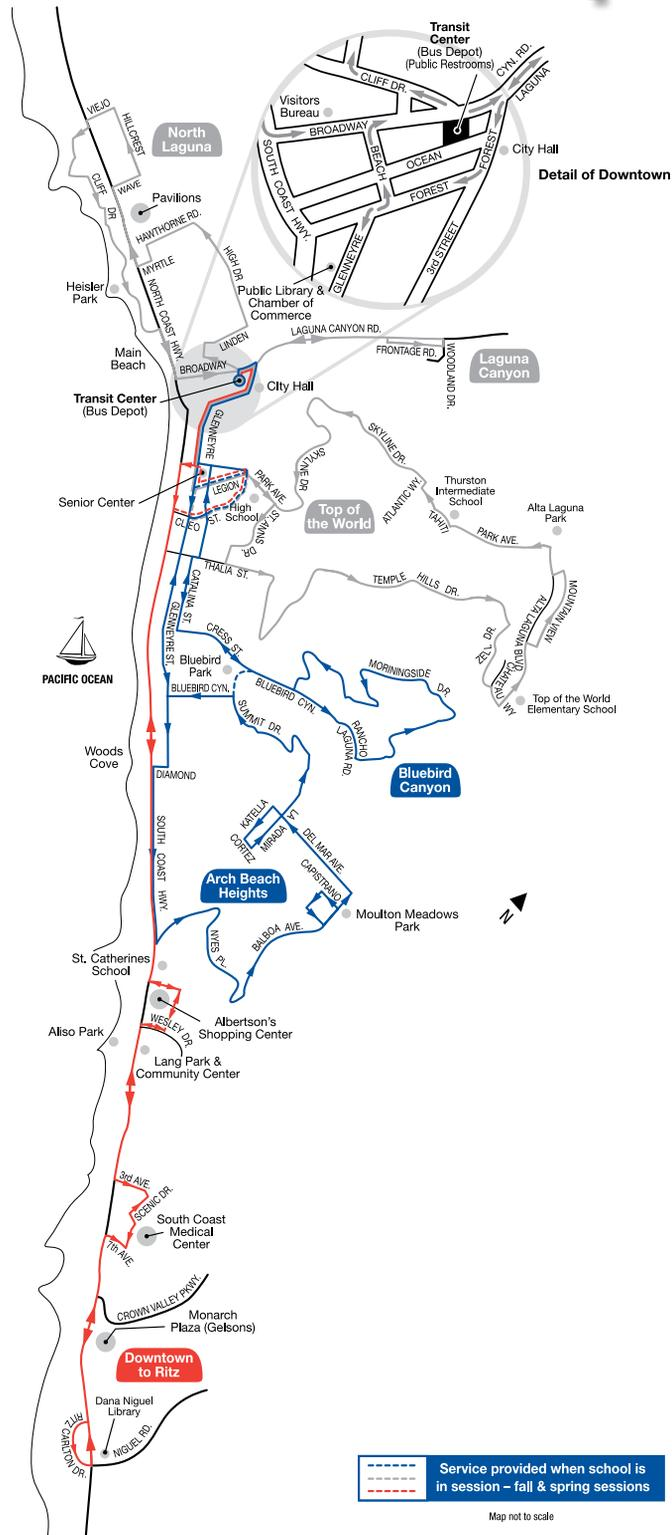 Transit
Center
(Bus Depot)
(Public Restrooms)
CLIFF DR.
CYN. RD.
LAGUNA
Visitors
Bureau
BROADWAY
BEACH
OCEAN
FOREST
FOREST
City Hall
SOUTH COAST HWY.
GLENNEYRE
3rd STREET
Detail of Downtown
Public Library &
Chamber of
Commerce
VIEJO
HILLCREST
North
Laguna
CLIFF DR
WAVE
Pavilions
HAWTHORNE RD.
MYRTLE
HIGH DR
Heisler
Park
NORTH COAST HWY.
LINDEN
LAGUNA CANYON RD.
FRONTAGE RD.
WOODLAND DR.
Laguna
Canyon
Main
Beach
BROADWAY
Transit Center
(Bus Depot)
CIty Hall
GLENNEYRE
SKYLINE DR
SKYLINE DR.
Senior Center
LEGION
ST.
High
School
PARK AVE.
ST. ANNS DR.
CLEO
Top of
the World
ATLANTIC WY.
TAHITI
Thurston
Intermediate
School
Alta Laguna
Park
PARK AVE.
THALIA ST.
TEMPLE HILLS DR.
MOUNTAIN VIEW
ALTA LAGUNA BLVD.
ZELL DR.
CHATEAU WY
Top of the World
Elementary School
CATALINA ST.
GLENNEYRE ST.
CRESS ST.
Bluebird
Park
BLUEBIRD CYN.
BLUEBIRD CYN.
MORININGSIDE DR
SUMMIT DR.
RANCHO
LAGUNA RD.
Bluebird
Canyon
PACIFIC OCEAN
Woods
Cove
DIAMOND
SOUTH COAST HWY.
KATELLA
LA
MIRADA
CORTEZ
DEL MAR AVE.
CAPISTRANO
Arch Beach
Heights
Moulton Meadows
Park
N
NYES PL.
BALBOA AVE.
St. Catherines
School
Albertson's
Shopping Center
WESLEY DR.
Aliso Park
Lang Park &
Community Center
3rd AVE.
SCENIC DR.
7th AVE.
South Coast
Medical
Center
CROWN VALLEY PKWY.
Monarch
Plaza (Gelsons)
Downtown
to Ritz
Dana Niguel
Library
RITZ
CARLTON DR.
NIGUEL RD.
Service provided when school is
in session – fall & spring sessions
Map not to scale